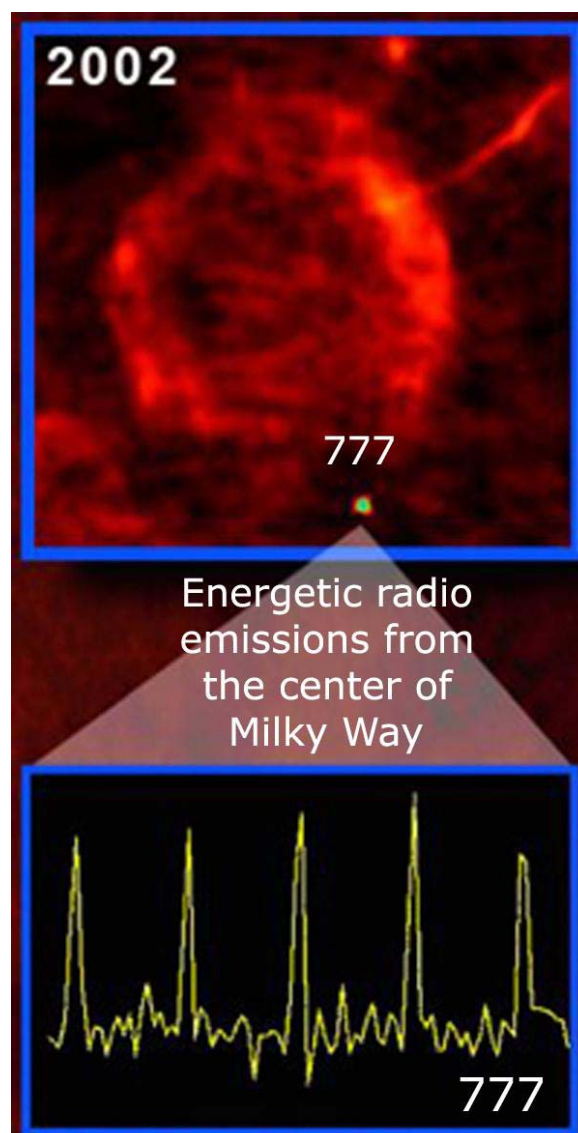 2002
777
Energetic radio
emissions from
the center of
Milky Way
777